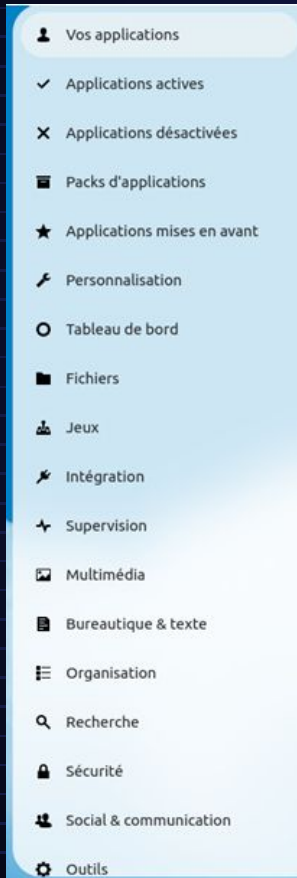 Vos applications
Applications actives
Applications désactivées
Packs d'applications
Applications mises en avant
Personnalisation
Tableau de bord
Fichiers
Jeux
Intégration
Supervision
Multimédia
Bureautique & texte
Organisation
Recherche
Sécurité
Social & communication
Outils